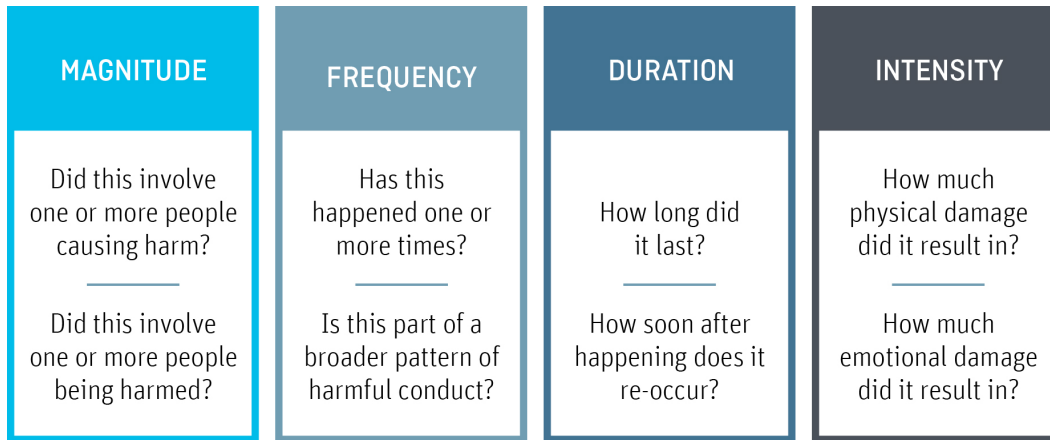 MAGNITUDE
Did this involve
one or more people
causing harm?
Did this involve
one or more people
being harmed?
FREQUENCY
Has this
happened one or
more times?
Is this part of a
broader pattern of
harmful conduct?
DURATION
How long did
it last?
How soon after
happening does it
re-occur?
INTENSITY
How much
physical damage
did it result in?
How much
emotional damage
did it result in?